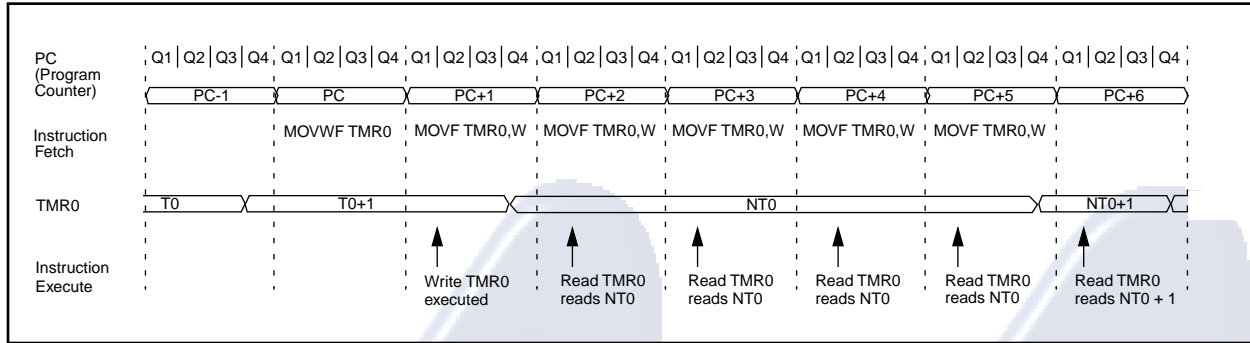 PC
(Program
Counter)
Q1 Q2 Q3 Q4 Q1 Q2 Q3 Q4 Q1 Q2 Q3 Q4 Q1 Q2 Q3 Q4 Q1 Q2 Q3 Q4 Q1 Q2 Q3 Q4 Q1 Q2 Q3 Q4 Q1 Q2 Q3 Q4
PC-1 PC PC+1 PC+2 PC+3 PC+4 PC+5 PC+6
Instruction
Fetch
MOVWF TMR0 MOVF TMR0,W MOVF TMR0,W MOVF TMR0,W MOVF TMR0,W MOVF TMR0,W
TMR0
T0 T0+1 NT0 NT0+1
Instruction
Execute
Write TMR0
executed
Read TMR0
reads NT0
Read TMR0
reads NT0
Read TMR0
reads NT0
Read TMR0
reads NT0
Read TMR0
reads NT0 + 1